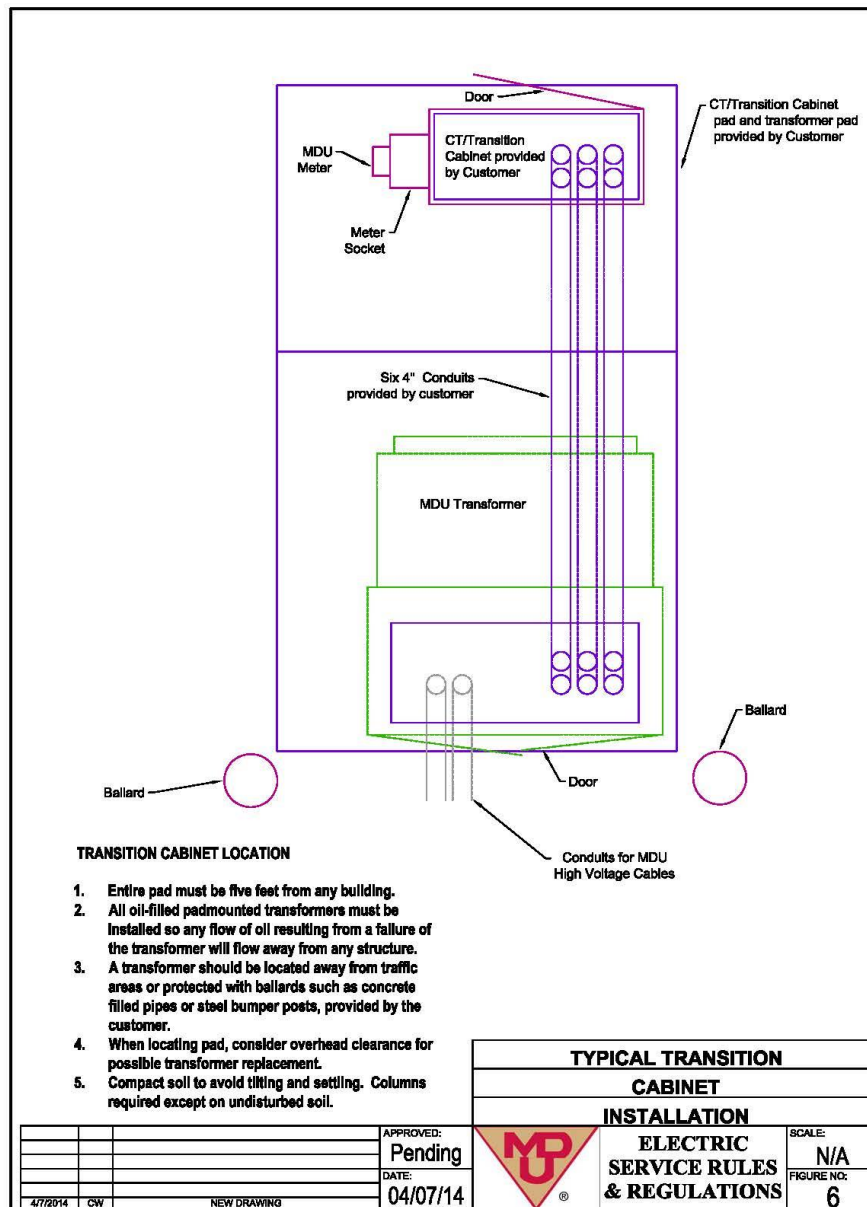 Door
CT/Transition Cabinet
pad and transformer pad
provided by Customer
CT/Transition
Cabinet provided
by Customer
MDU
Meter
Meter
Socket
Six 4" Conduits
provided by customer
MDU Transformer
Ballard
Ballard
Door
Conduits for MDU
High Voltage Cables
TRANSITION CABINET LOCATION
1. Entire pad must be five feet from any building.
2. All oil-filled padmounted transformers must be
installed so any flow of oil resulting from a failure of
the transformer will flow away from any structure.
3. A transformer should be located away from traffic
areas or protected with ballards such as concrete
filled pipes or steel bumper posts, provided by the
customer.
4. When locating pad, consider overhead clearance for
possible transformer replacement.
5. Compact soil to avoid tilting and settling. Columns
required except on undisturbed soil.
TYPICAL TRANSITION
CABINET
INSTALLATION
APPROVED:
Pending
DATE:
04/07/14
4/7/2014 CW NEW DRAWING
MDU
®
ELECTRIC
SERVICE RULES
& REGULATIONS
SCALE:
N/A
FIGURE NO:
6